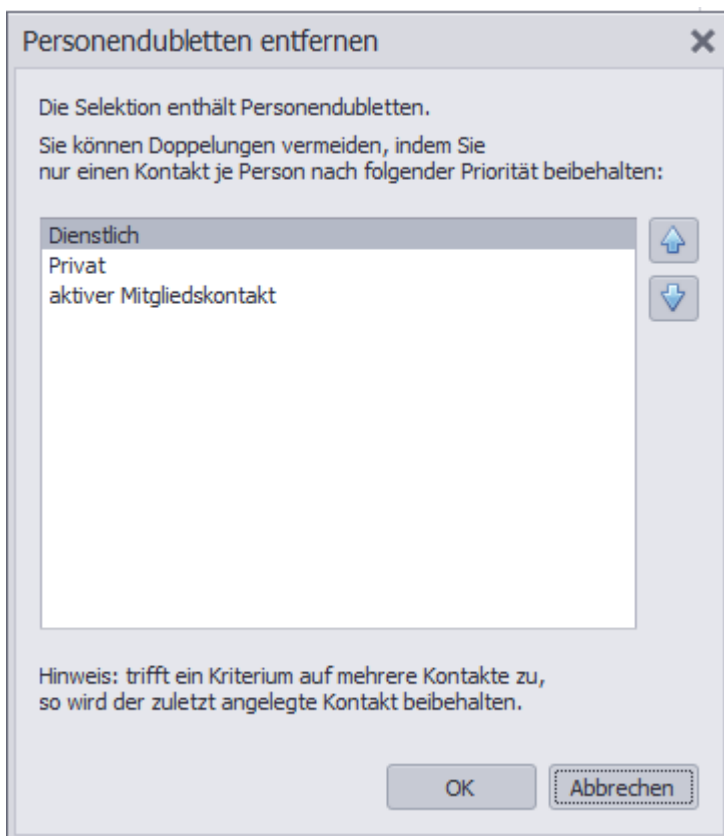 Personendubletten entfernen
Die Selektion enthält Personendubletten.
Sie können Doppelungen vermeiden, indem Sie
nur einen Kontakt je Person nach folgender Priorität beibehalten:
Dienstlich
Privat
aktiver Mitgliedskontakt
Hinweis: trifft ein Kriterium auf mehrere Kontakte zu,
so wird der zuletzt angelegte Kontakt beibehalten.
OK Abbrechen